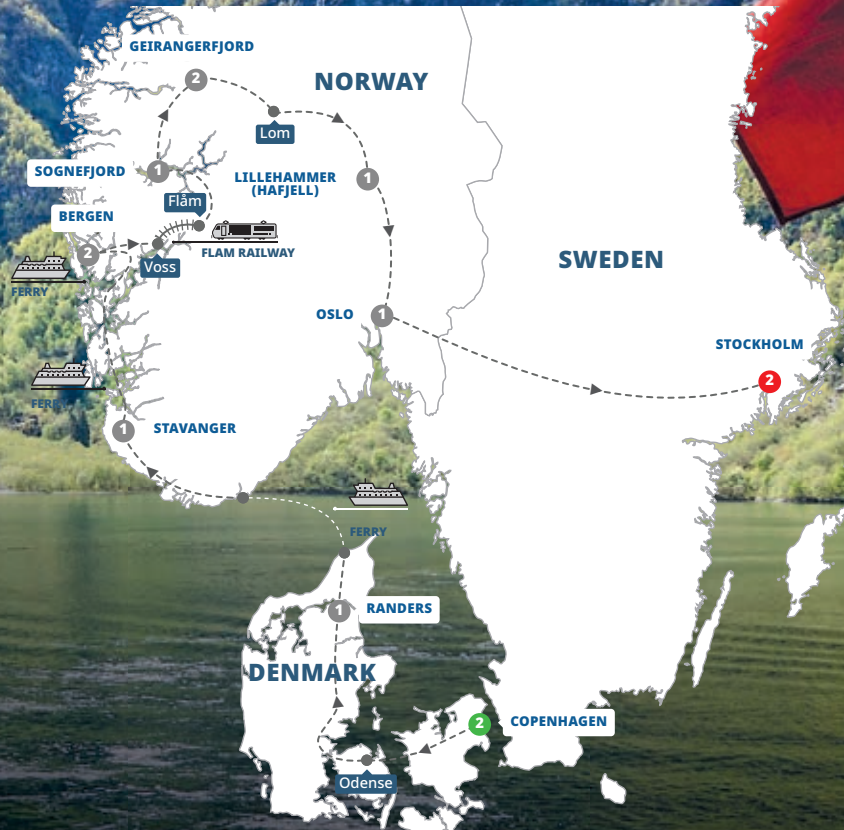 GEIRANGERFJORD
2
NORWAY
Lom
SOGNEFJORD
1
LILLEHAMMER
(HAFJELL)
1
Flåm
BERGEN
2
Voss
FLAM RAILWAY
FERRY
SWEDEN
OSLO
1
STOCKHOLM
2
FERRY
1
STAVANGER
FERRY
1
RANDERS
DENMARK
2
COPENHAGEN
Odense